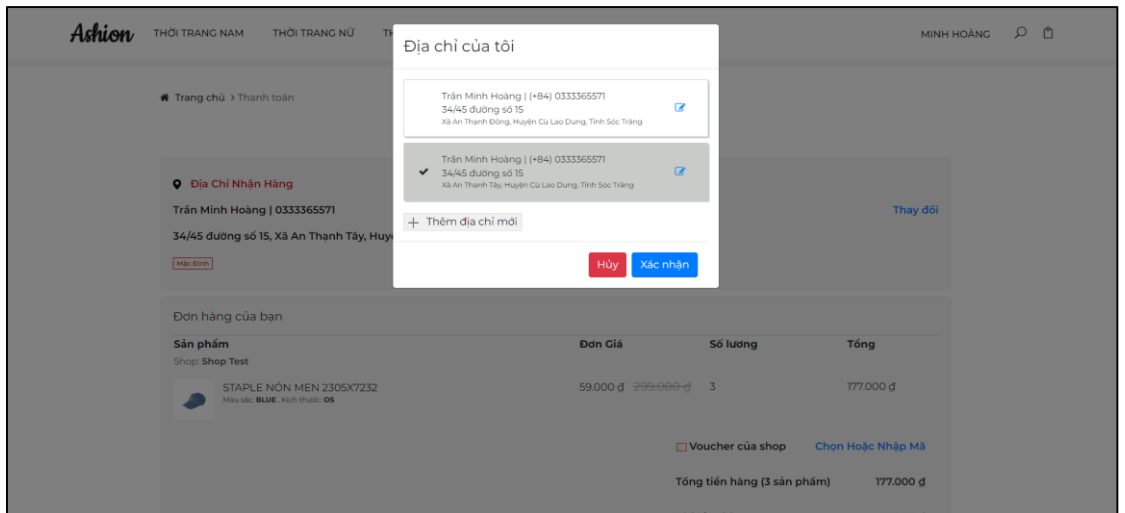 Ashion THỜI TRANG NAM THỜI TRANG NỮ MINH HOÀNG
Địa chỉ của tôi
Trang chủ > Thanh toán
Trần Minh Hoàng | (+84) 0333365571
34/45 đường số 15
Xã An Thạnh Đông, Huyện Cù Lao Dung, Tỉnh Sóc Trăng
Trần Minh Hoàng | (+84) 0333365571
34/45 đường số 15
Xã An Thạnh Tây, Huyện Cù Lao Dung, Tỉnh Sóc Trăng
+ Thêm địa chỉ mới
Hủy Xác nhận
Địa Chỉ Nhận Hàng
Trần Minh Hoàng | 0333365571 Thay đổi
34/45 đường số 15, Xã An Thạnh Tây,
Mặc Định
Đơn hàng của bạn
Sản phẩm Đơn Giá Số lương Tổng
Shop: Shop Test
STAPLE NÓN MEN 2305X7232 59.000 ₫ 299.000 ₫ 3 177.000 ₫
Màu sắc: BLUE , Kích thước: OS
Voucher của shop Chọn Hoặc Nhập Mã
Tổng tiền hàng (3 sản phẩm) 177.000 ₫